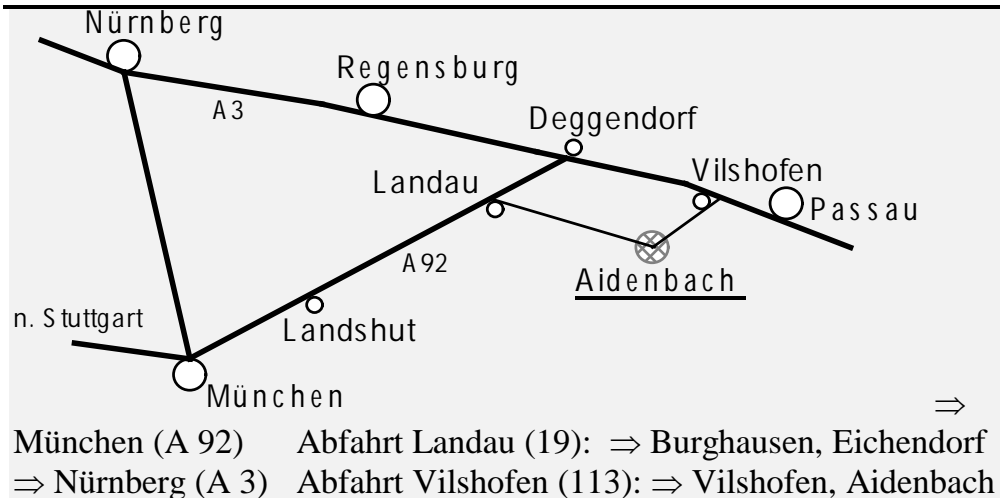 Nürnberg
Regensburg
A3
Deggendorf
Vilshofen
Landau
Passau
A92
Aidenbach
n. Stuttgart
Landshut
München
⇒
München (A 92) Abfahrt Landau (19): ⇒ Burghausen, Eichendorf
⇒ Nürnberg (A 3) Abfahrt Vilshofen (113): ⇒ Vilshofen, Aidenbach